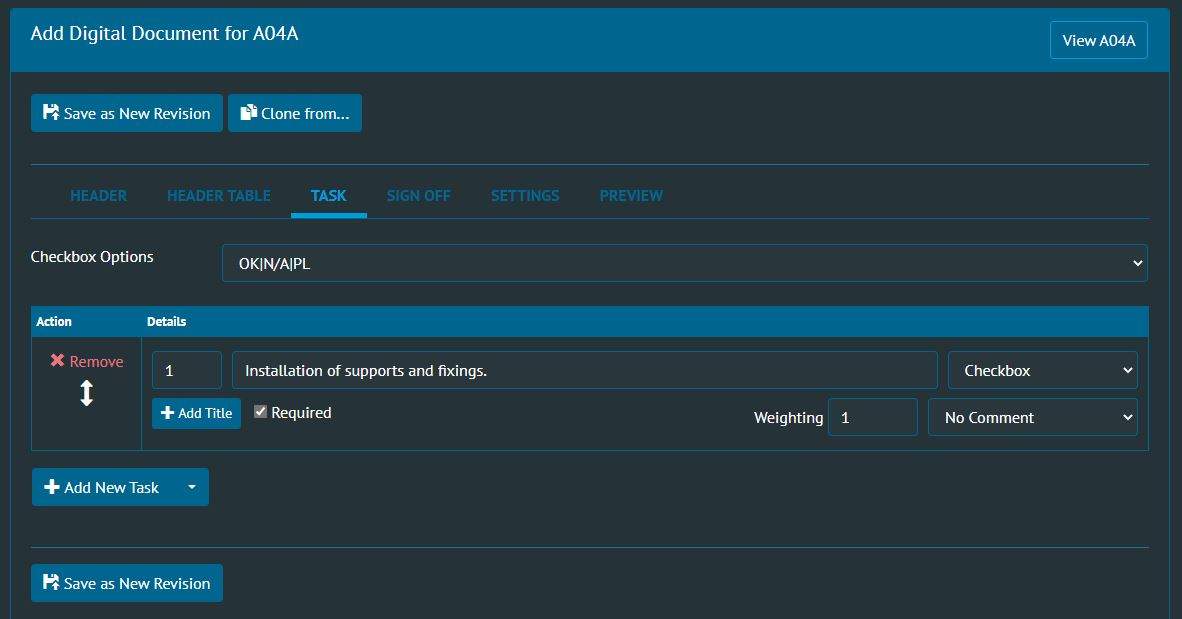 Add Digital Document for A04A
View A04A
Save as New Revision
Clone from...
HEADER HEADER TABLE TASK SIGN OFF SETTINGS PREVIEW
Checkbox Options
OK|N/A|PL
Action Details
Remove
1 Installation of supports and fixings. Checkbox
Add Title Required Weighting 1 No Comment
Add New Task
Save as New Revision